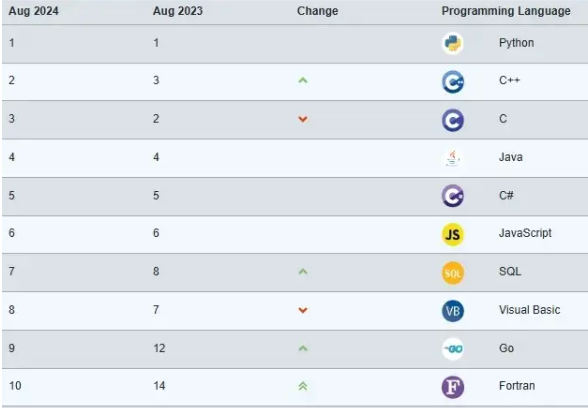 Aug 2024 Aug 2023 Change Programming Language
1 1 Python
2 3 C++
3 2 C
4 4 Java
5 5 C#
6 6 JS JavaScript
7 8 SQL SQL
8 7 VB Visual Basic
9 12 GO Go
10 14 F Fortran